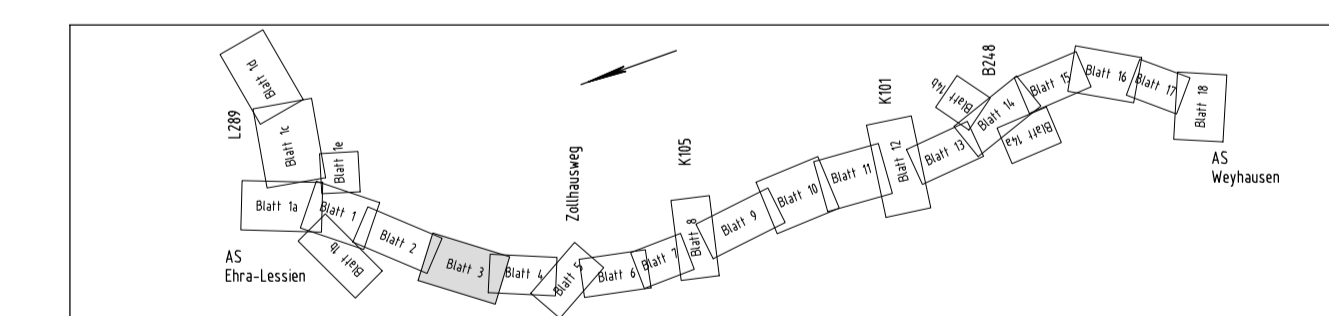 Blatt 1d
L289
Blatt 1c
Blatt 1e
Blatt 1a
Blatt 1
Blatt 1b
AS
Ehra-Lessien
Blatt 2
Blatt 3
Blatt 4
Zollhausweg
Blatt 5
Blatt 6
Blatt 7
K105
Blatt 8
Blatt 9
Blatt 10
Blatt 11
K101
Blatt 12
Blatt 13
Blatt 14b
B248
Blatt 14
Blatt 14a
Blatt 15
Blatt 16
Blatt 17
Blatt 18
AS
Weyhausen